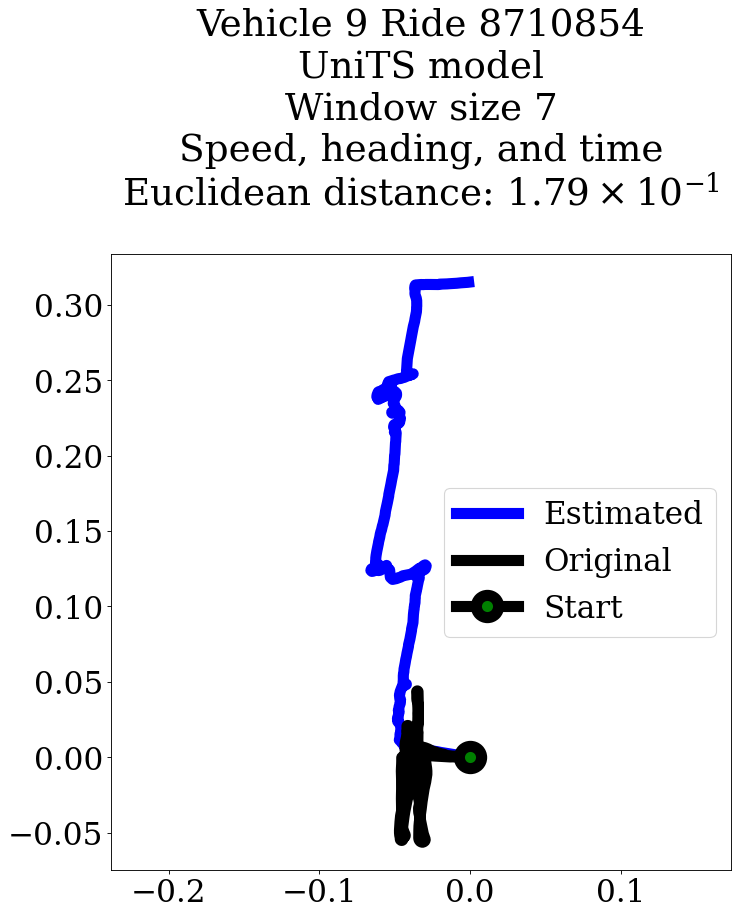 Vehicle 9 Ride 8710854
UniTS model
Window size 7
Speed, heading, and time
Euclidean distance: 1.79 × 10⁻¹
0.30
0.25
0.20
0.15
0.10
0.05
0.00
−0.05
Estimated
Original
Start
−0.2 −0.1 0.0 0.1